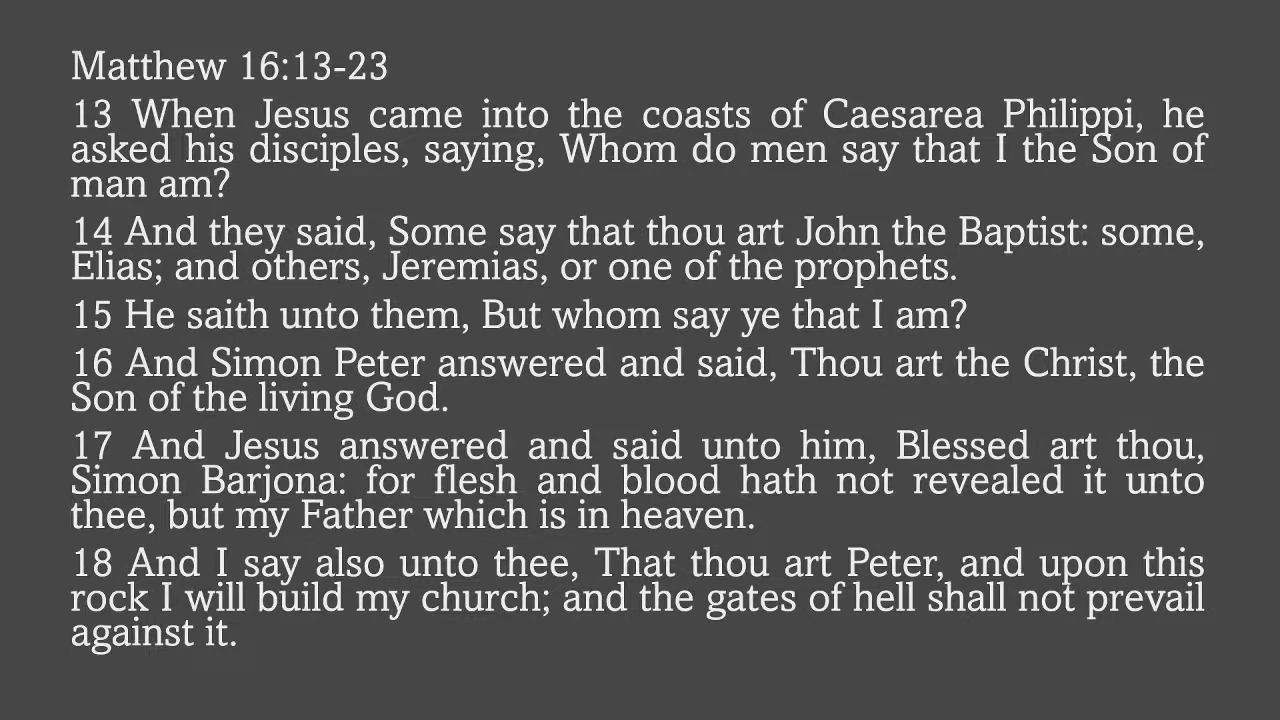 Matthew 16:13-23
13 When Jesus came into the coasts of Caesarea Philippi, he
asked his disciples, saying, Whom do men say that I the Son of
man am?
14 And they said, Some say that thou art John the Baptist: some,
Elias; and others, Jeremias, or one of the prophets.
15 He saith unto them, But whom say ye that I am?
16 And Simon Peter answered and said, Thou art the Christ, the
Son of the living God.
17 And Jesus answered and said unto him, Blessed art thou,
Simon Barjona: for flesh and blood hath not revealed it unto
thee, but my Father which is in heaven.
18 And I say also unto thee, That thou art Peter, and upon this
rock I will build my church; and the gates of hell shall not prevail
against it.